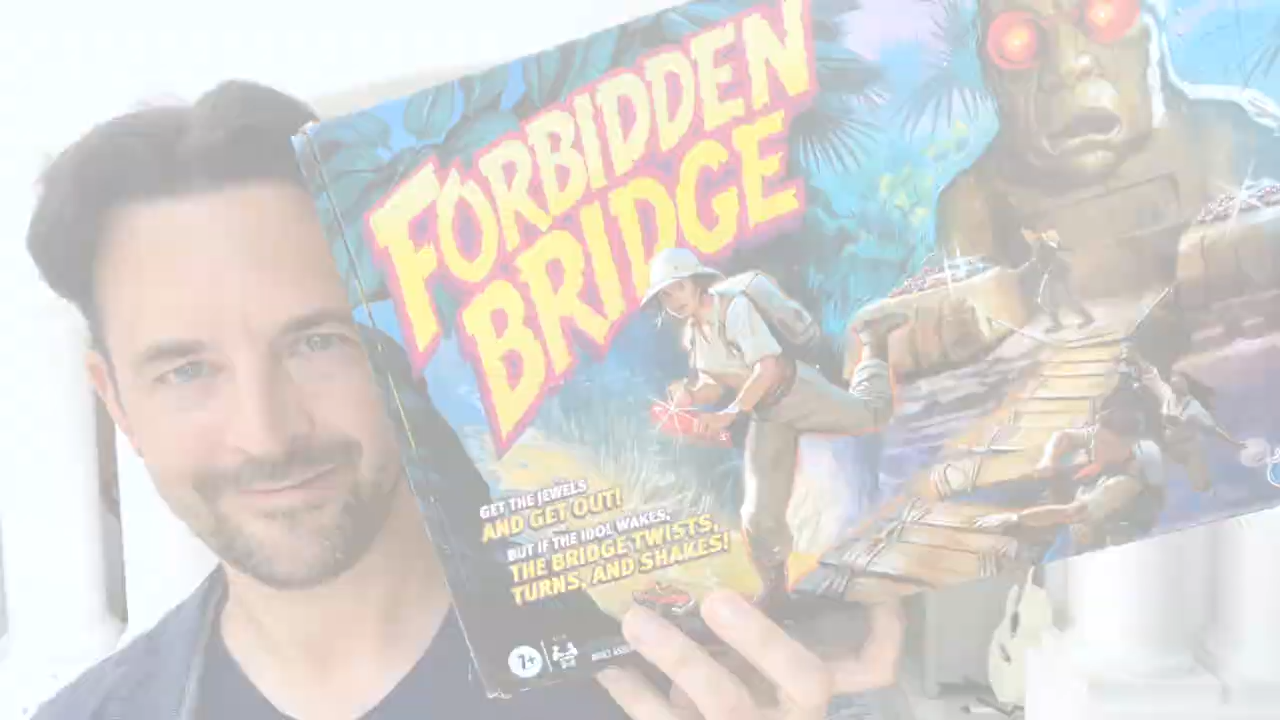 FORBIDDEN
BRIDGE
GET THE JEWELS
AND GET OUT!
BUT IF THE IDOL WAKES,
THE BRIDGE TWISTS,
TURNS, AND SHAKES!
7+